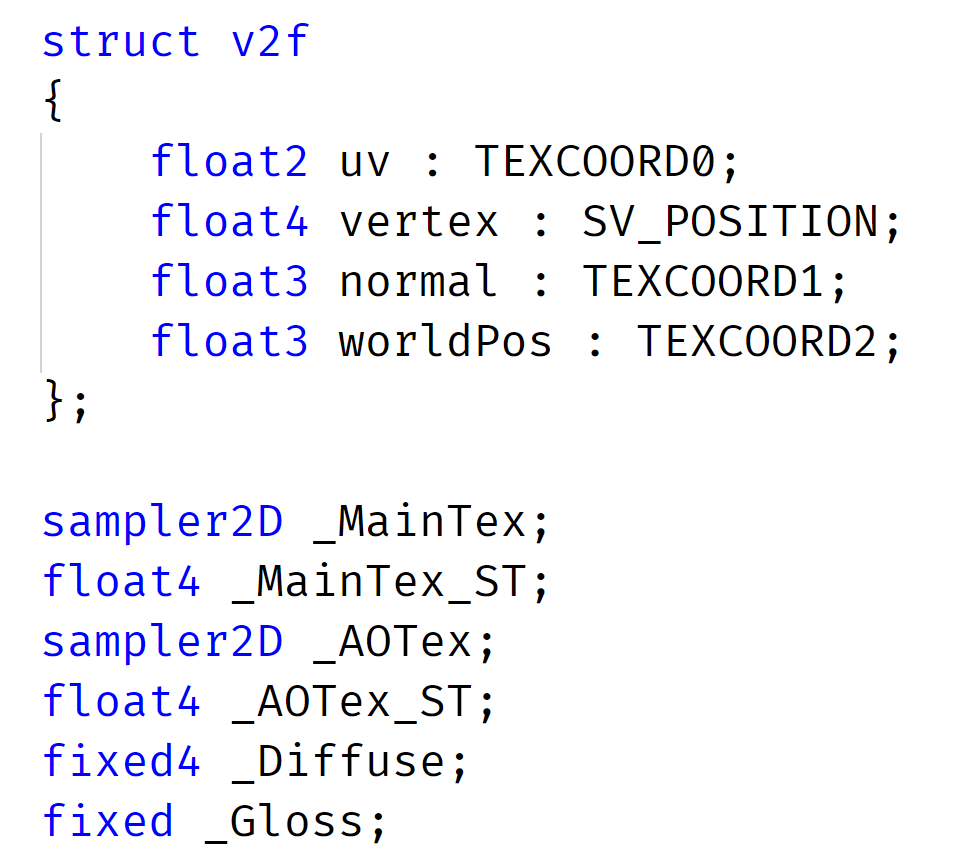 struct v2f
{
    float2 uv : TEXCOORD0;
    float4 vertex : SV_POSITION;
    float3 normal : TEXCOORD1;
    float3 worldPos : TEXCOORD2;
};

sampler2D _MainTex;
float4 _MainTex_ST;
sampler2D _AOTex;
float4 _AOTex_ST;
fixed4 _Diffuse;
fixed _Gloss;